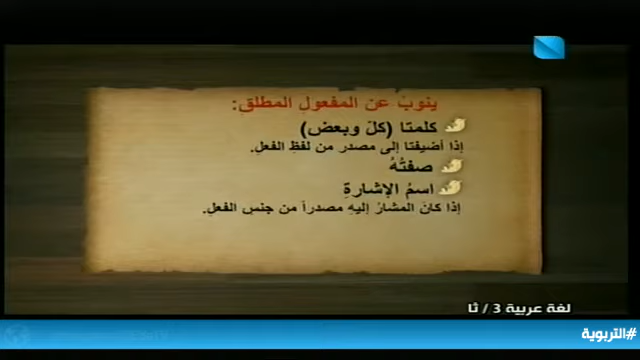 ينوبُ عن المفعولِ المطلق:
كلمتا (كلّ وبعض)
إذا أضيفتا إلى مصدر من لفظِ الفعلِ.
صفتُهُ
اسمُ الإشارةِ
إذا كانَ المشارُ إليهِ مصدراً من جنسِ الفعلِ.
لغة عربية 3 / ثا
#التربوية